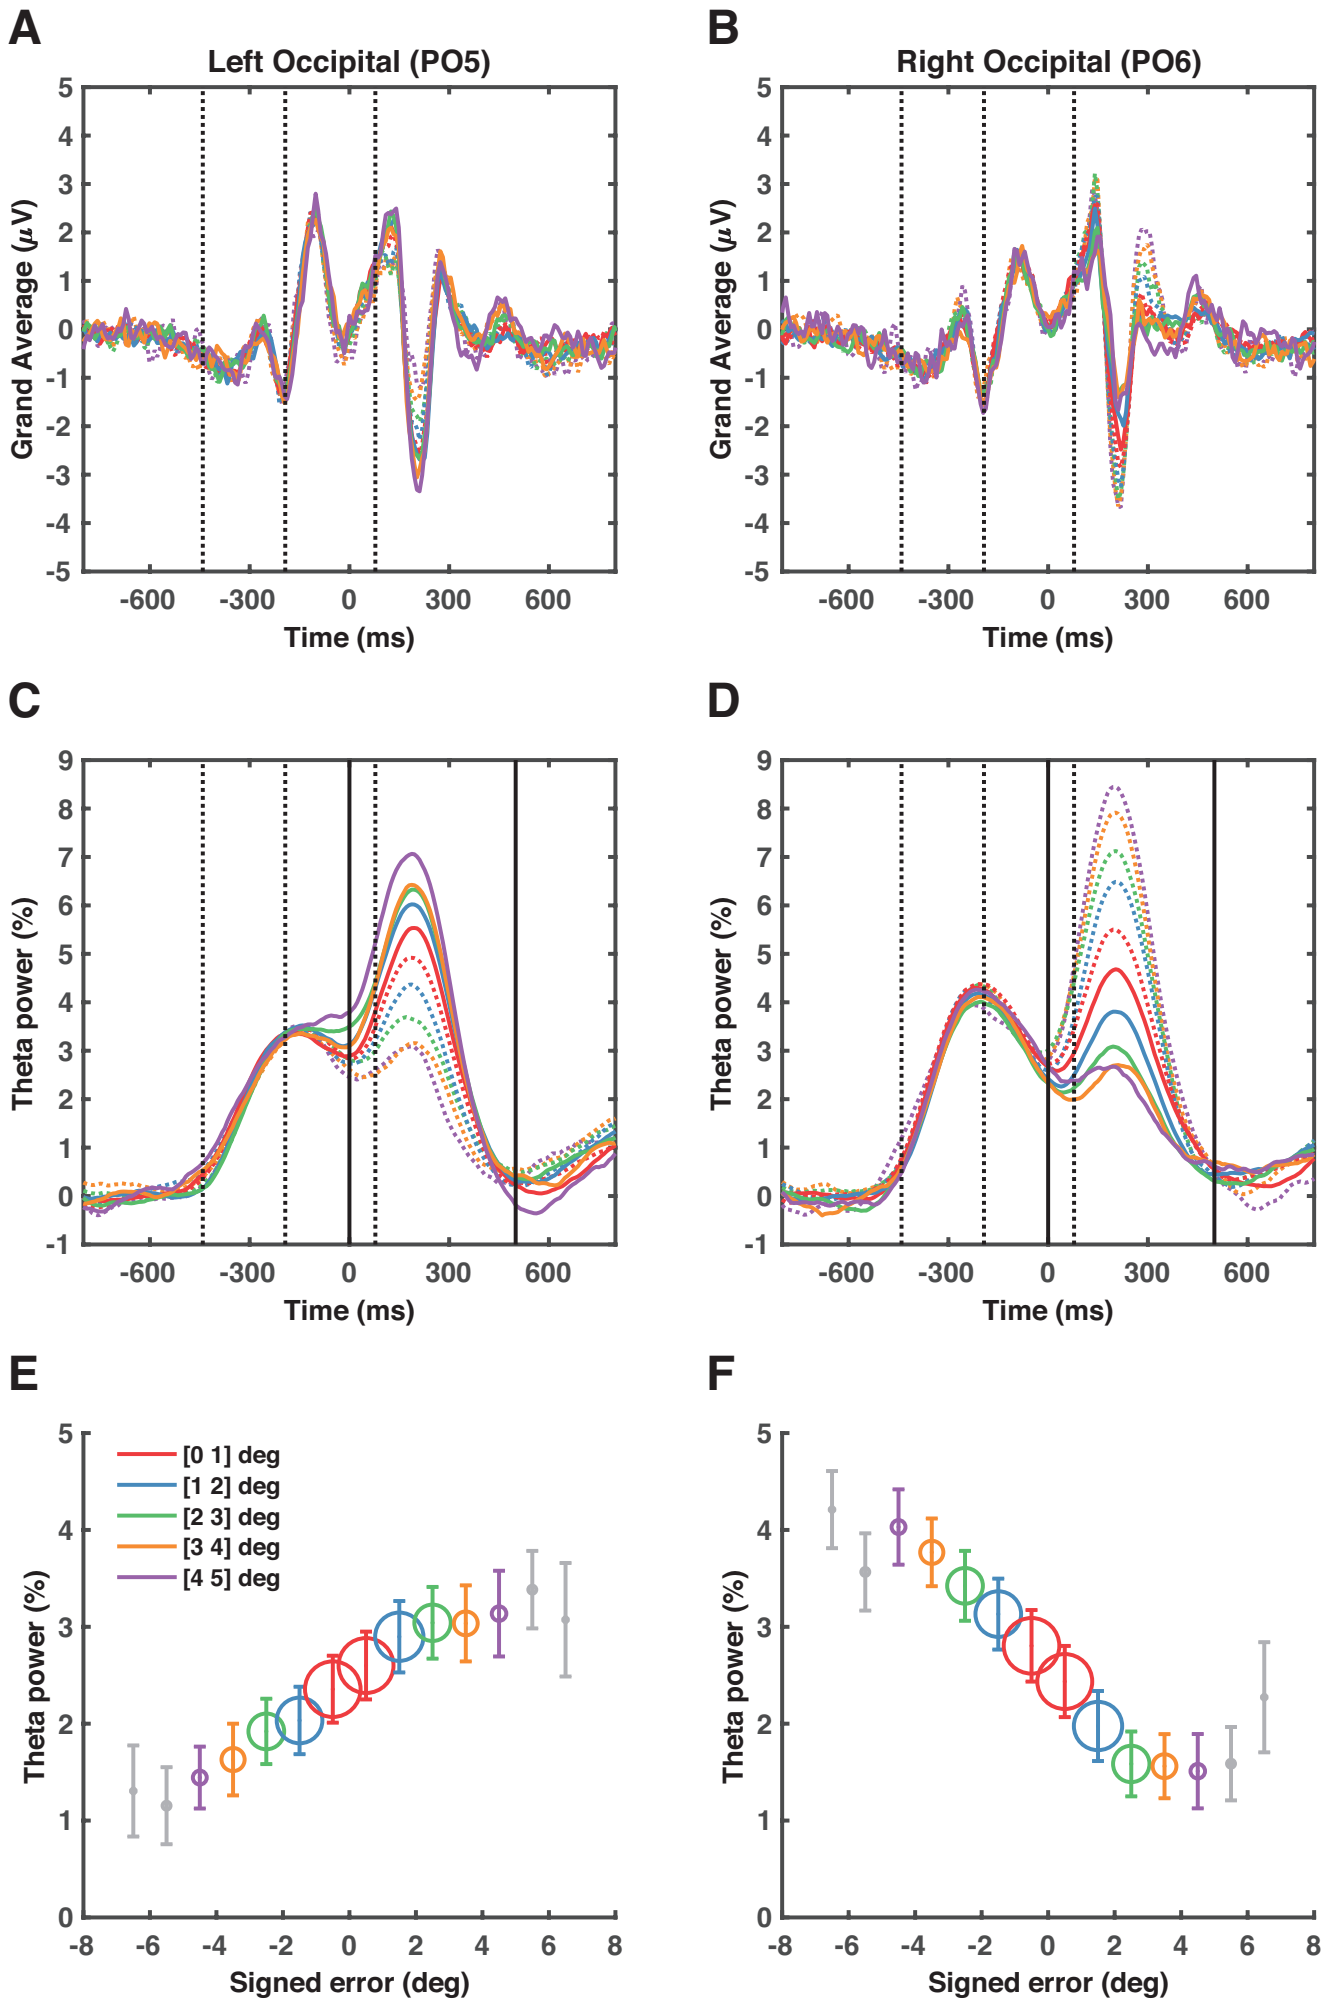 A
Left Occipital (PO5)
5
4
3
2
1
0
-1
-2
-3
-4
-5
Grand Average (μV)
-600 -300 0 300 600
Time (ms)
B
Right Occipital (PO6)
5
4
3
2
1
0
-1
-2
-3
-4
-5
Grand Average (μV)
-600 -300 0 300 600
Time (ms)
C
9
8
7
6
5
4
3
2
1
0
-1
Theta power (%)
-600 -300 0 300 600
Time (ms)
D
9
8
7
6
5
4
3
2
1
0
-1
Theta power (%)
-600 -300 0 300 600
Time (ms)
E
5
4
3
2
1
0
Theta power (%)
[0 1] deg
[1 2] deg
[2 3] deg
[3 4] deg
[4 5] deg
-8 -6 -4 -2 0 2 4 6 8
Signed error (deg)
F
5
4
3
2
1
0
Theta power (%)
-8 -6 -4 -2 0 2 4 6 8
Signed error (deg)